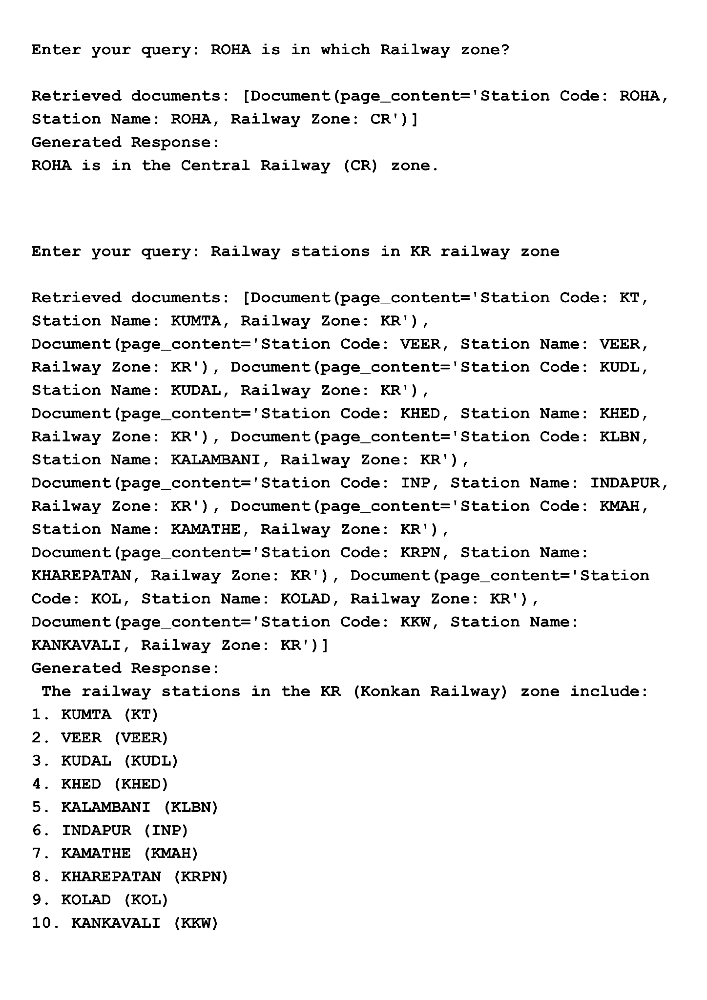 Enter your query: ROHA is in which Railway zone?
Retrieved documents: [Document(page_content='Station Code: ROHA,
Station Name: ROHA, Railway Zone: CR')]
Generated Response:
ROHA is in the Central Railway (CR) zone.
Enter your query: Railway stations in KR railway zone
Retrieved documents: [Document(page_content='Station Code: KT,
Station Name: KUMTA, Railway Zone: KR'),
Document(page_content='Station Code: VEER, Station Name: VEER,
Railway Zone: KR'), Document(page_content='Station Code: KUDL,
Station Name: KUDAL, Railway Zone: KR'),
Document(page_content='Station Code: KHED, Station Name: KHED,
Railway Zone: KR'), Document(page_content='Station Code: KLBN,
Station Name: KALAMBANI, Railway Zone: KR'),
Document(page_content='Station Code: INP, Station Name: INDAPUR,
Railway Zone: KR'), Document(page_content='Station Code: KMAH,
Station Name: KAMATHE, Railway Zone: KR'),
Document(page_content='Station Code: KRPN, Station Name:
KHAREPATAN, Railway Zone: KR'), Document(page_content='Station
Code: KOL, Station Name: KOLAD, Railway Zone: KR'),
Document(page_content='Station Code: KKW, Station Name:
KANKAVALI, Railway Zone: KR')]
Generated Response:
The railway stations in the KR (Konkan Railway) zone include:
1. KUMTA (KT)
2. VEER (VEER)
3. KUDAL (KUDL)
4. KHED (KHED)
5. KALAMBANI (KLBN)
6. INDAPUR (INP)
7. KAMATHE (KMAH)
8. KHAREPATAN (KRPN)
9. KOLAD (KOL)
10. KANKAVALI (KKW)